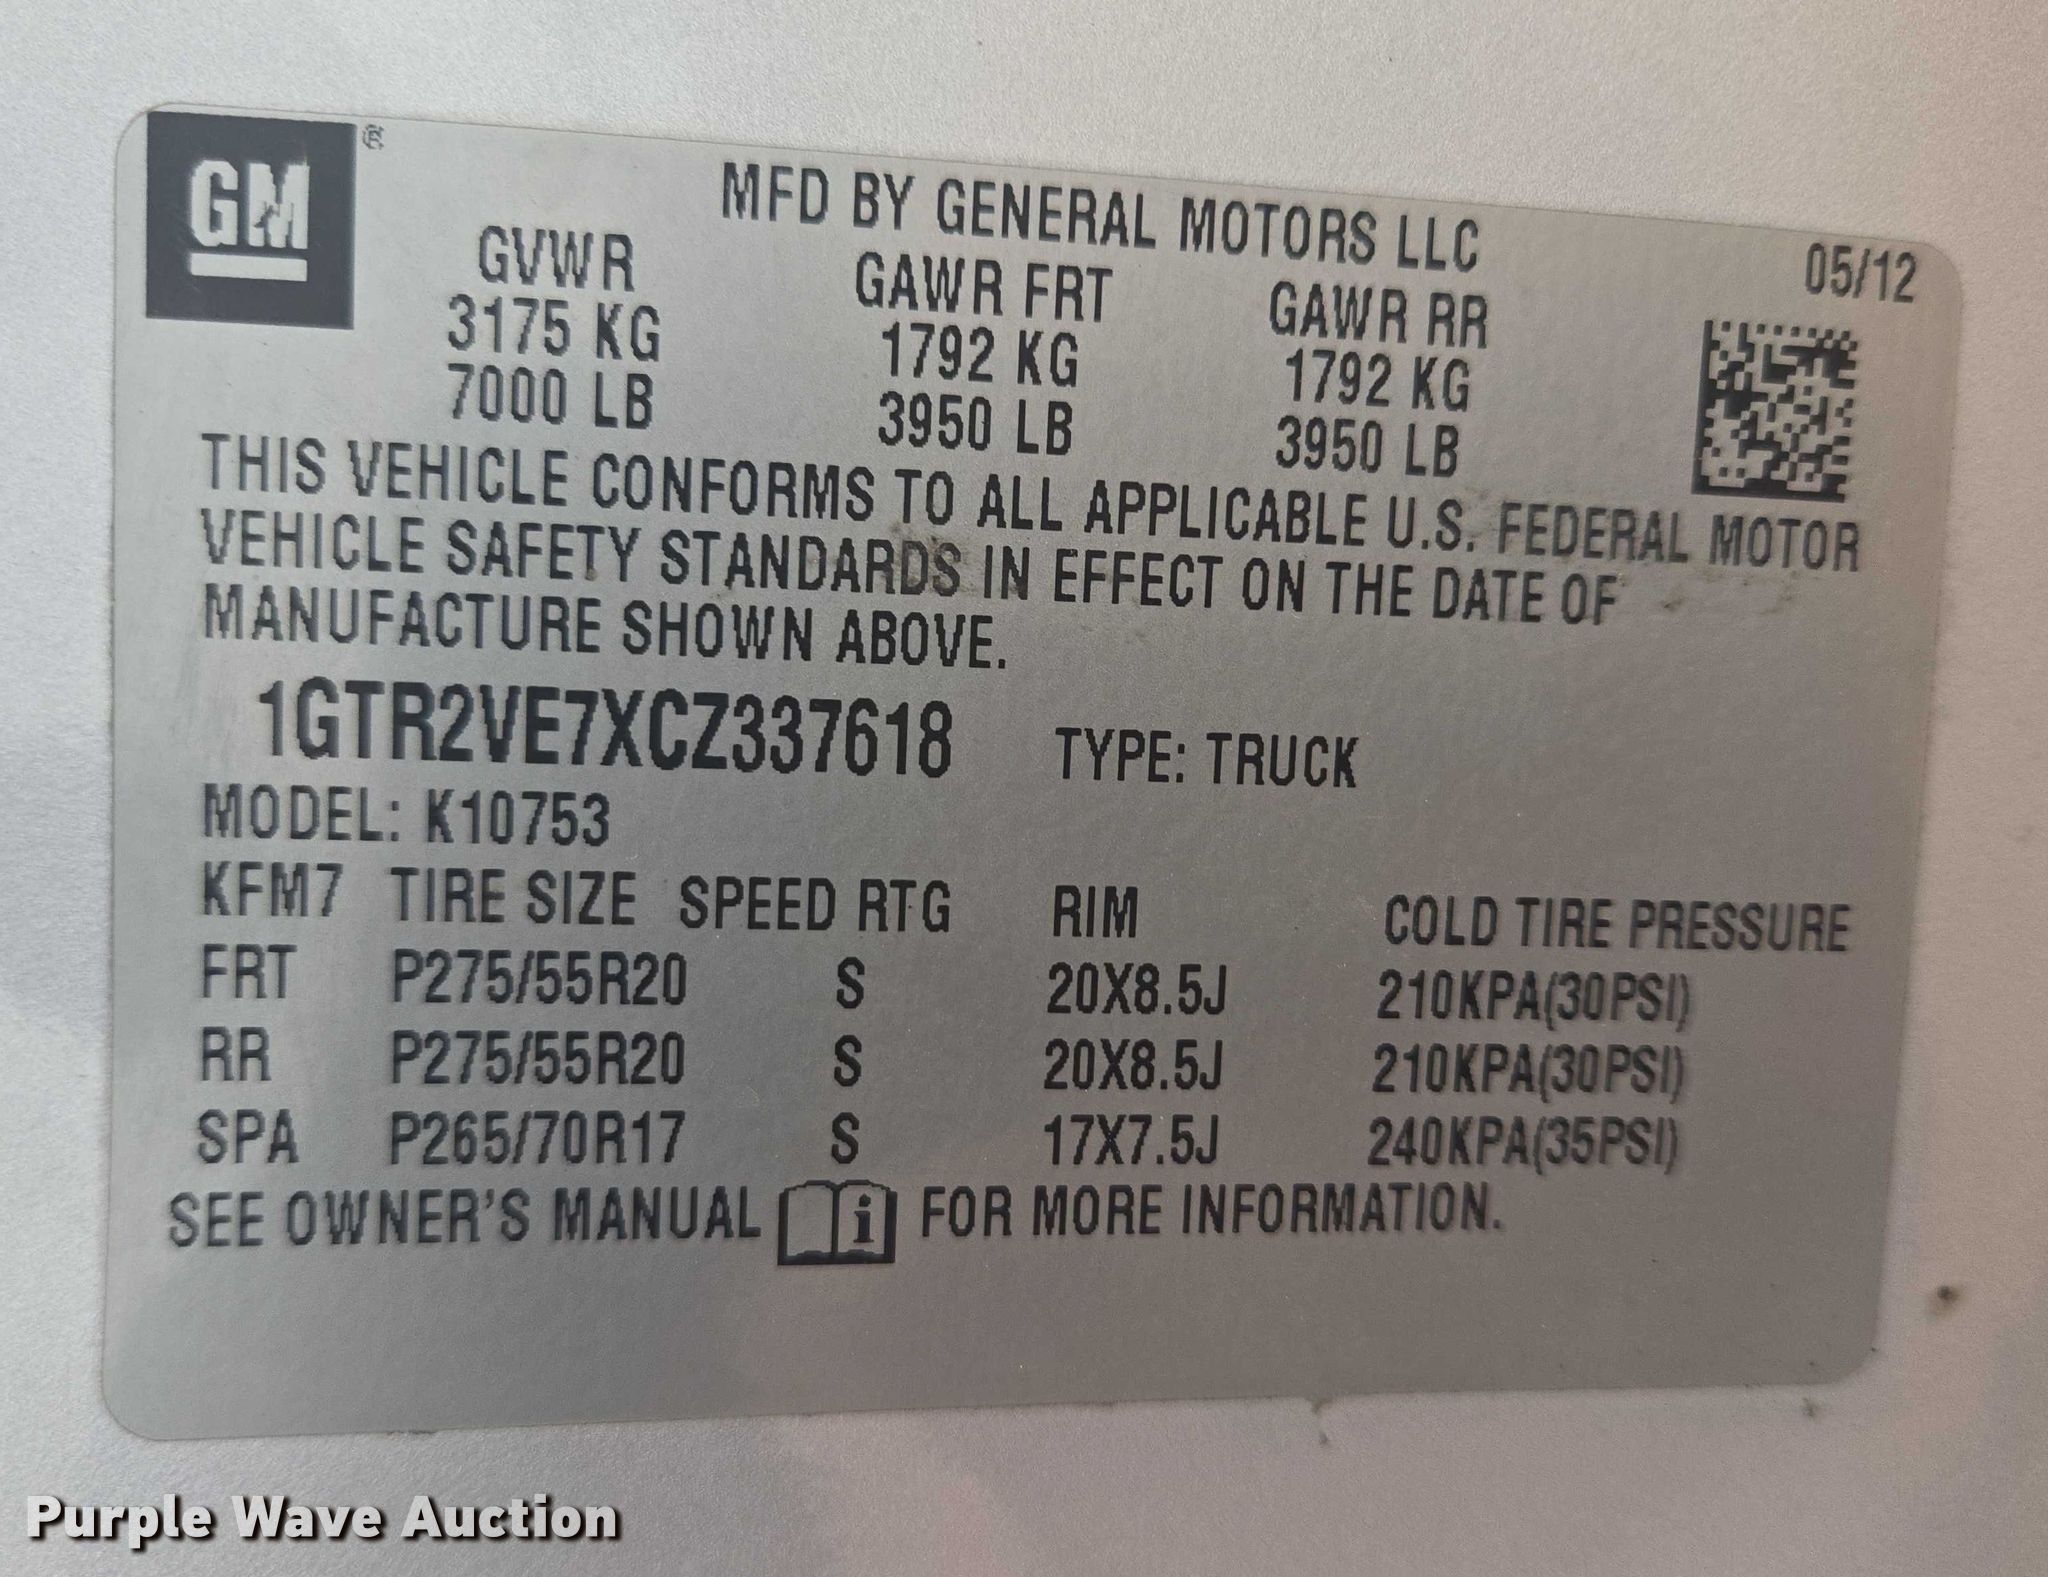 GM ®
MFD BY GENERAL MOTORS LLC
05/12
GVWR GAWR FRT GAWR RR
3175 KG 1792 KG 1792 KG
7000 LB 3950 LB 3950 LB
THIS VEHICLE CONFORMS TO ALL APPLICABLE U.S. FEDERAL MOTOR
VEHICLE SAFETY STANDARDS IN EFFECT ON THE DATE OF
MANUFACTURE SHOWN ABOVE.
1GTR2VE7XCZ337618 TYPE: TRUCK
MODEL: K10753
KFM7 TIRE SIZE SPEED RTG RIM COLD TIRE PRESSURE
FRT P275/55R20 S 20X8.5J 210KPA(30PSI)
RR P275/55R20 S 20X8.5J 210KPA(30PSI)
SPA P265/70R17 S 17X7.5J 240KPA(35PSI)
SEE OWNER'S MANUAL i FOR MORE INFORMATION.
Purple Wave Auction